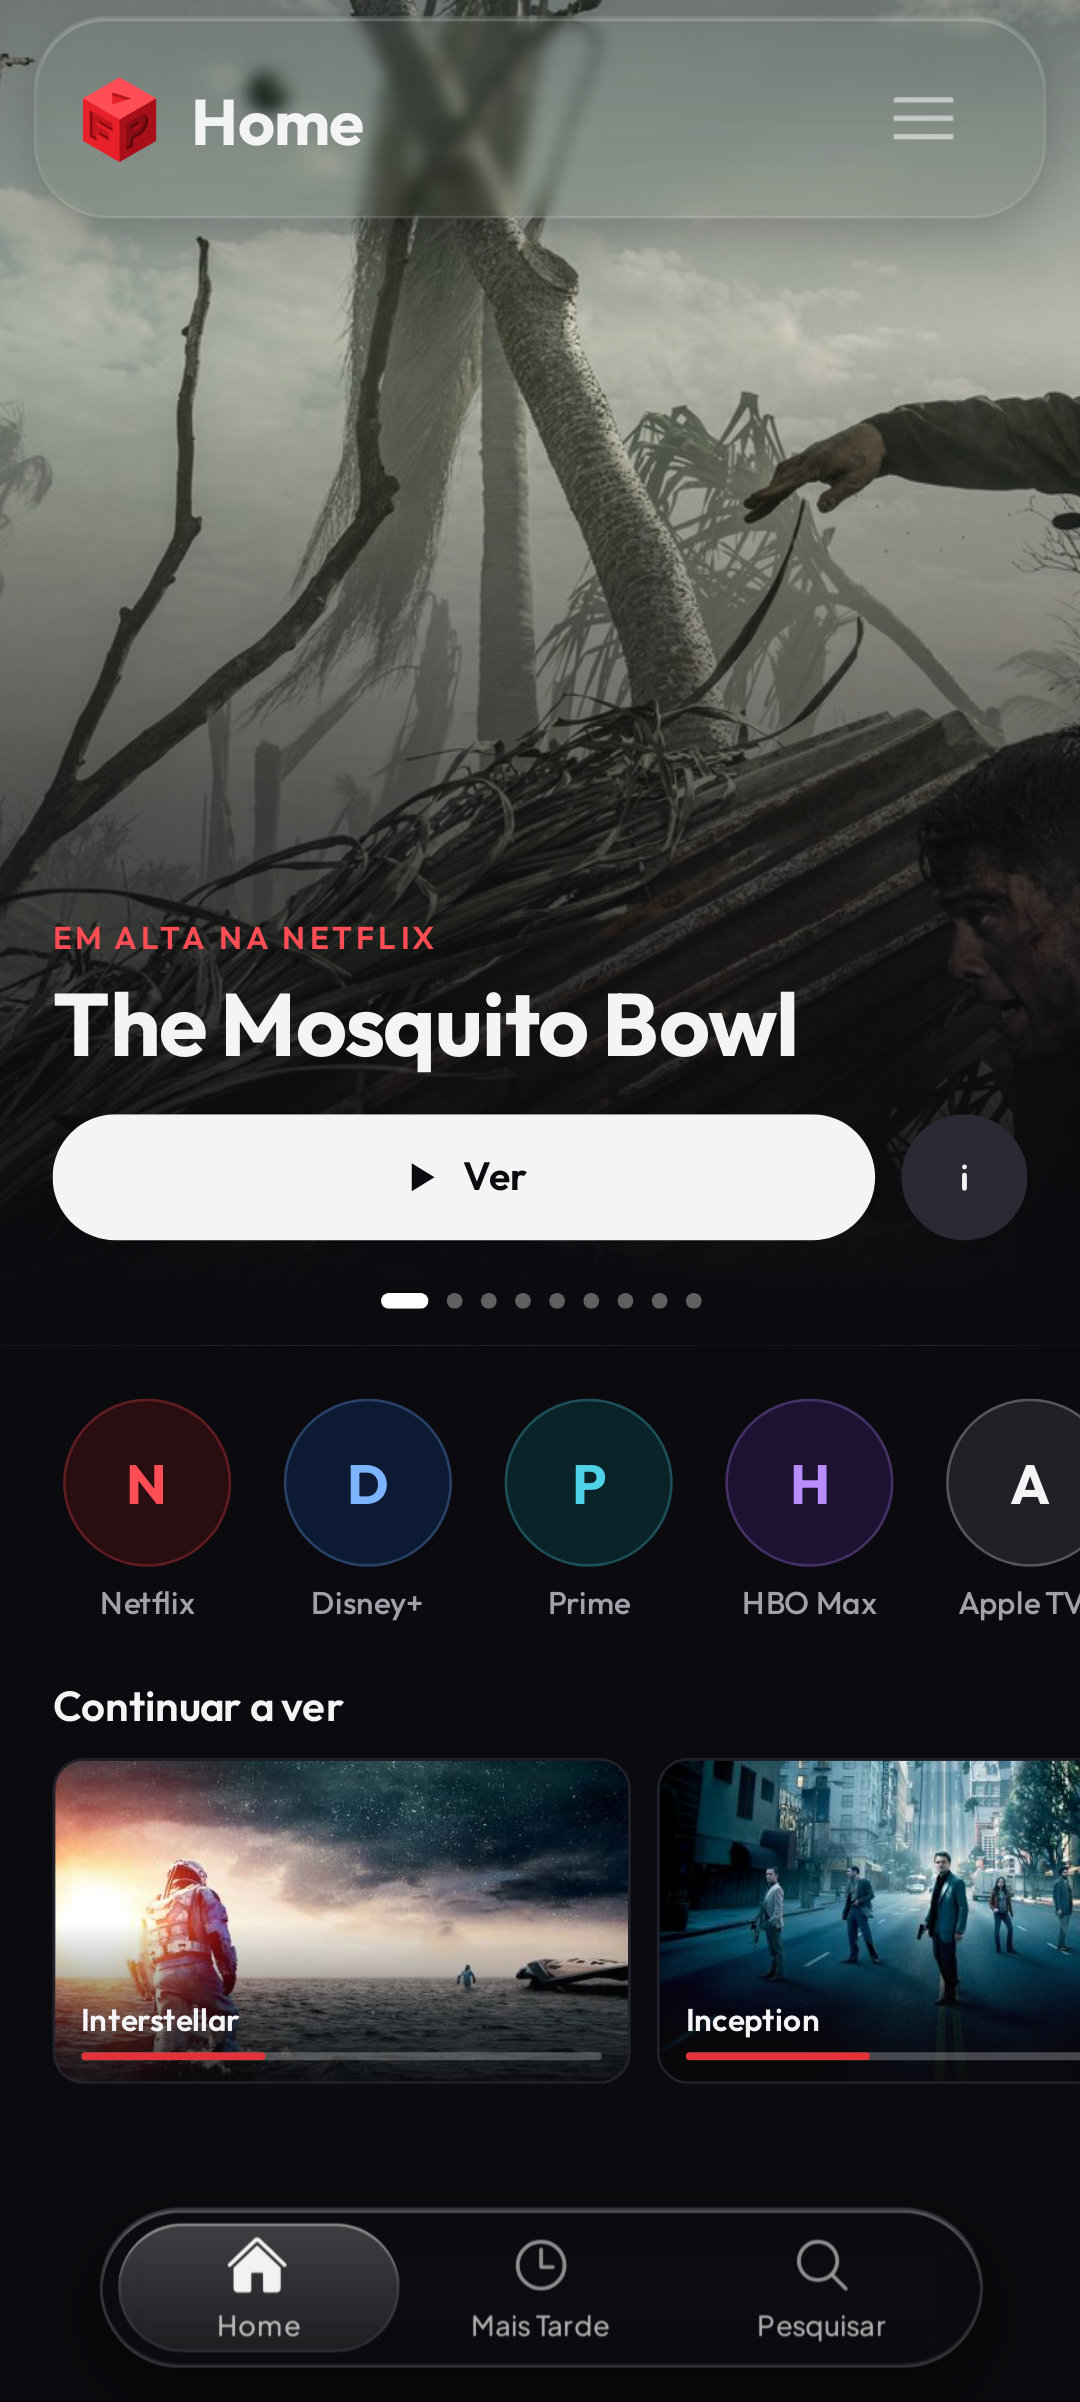 FP
Home
EM ALTA NA NETFLIX
The Mosquito Bowl
Ver
i
N
D
P
H
A
Netflix
Disney+
Prime
HBO Max
Apple TV
Continuar a ver
Interstellar
Inception
Home
Mais Tarde
Pesquisar